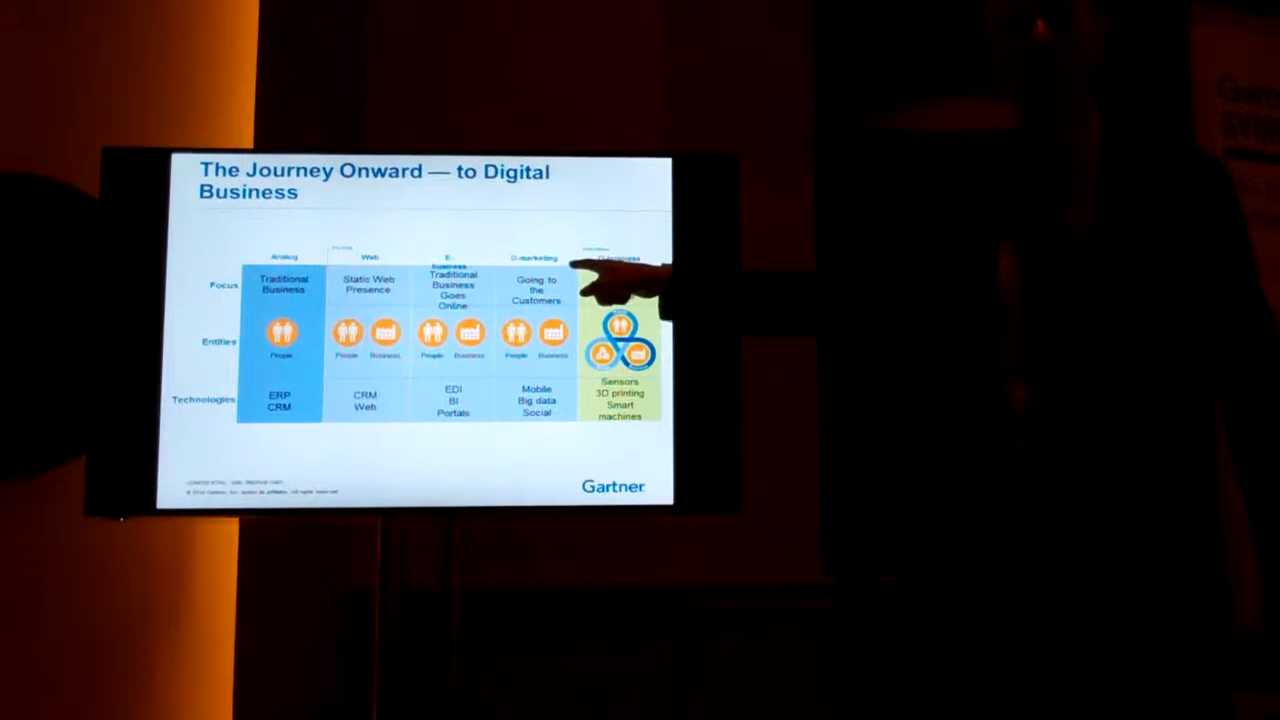 The Journey Onward — to Digital
Business
Analog
Web
E-
business
D-marketing
Focus
Traditional
Business
Static Web
Presence
Traditional
Business
Goes
Online
Going to
the
Customers
Entities
People
People
Business
People
Business
People
Business
Technologies
ERP
CRM
CRM
Web
EDI
BI
Portals
Mobile
Big data
Social
Sensors
3D printing
Smart
machines
Gartner